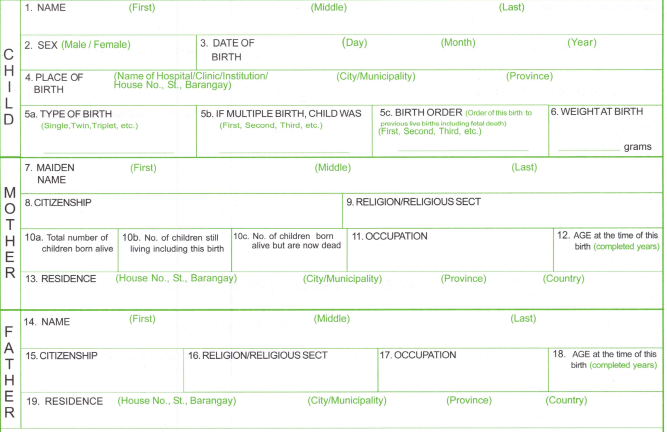 CHILD
1. NAME (First) (Middle) (Last)
2. SEX (Male / Female) 3. DATE OF BIRTH (Day) (Month) (Year)
4. PLACE OF BIRTH (Name of Hospital/Clinic/Institution/ House No., St., Barangay) (City/Municipality) (Province)
5a. TYPE OF BIRTH
(Single,Twin,Triplet, etc.)
5b. IF MULTIPLE BIRTH, CHILD WAS
(First, Second, Third, etc.)
5c. BIRTH ORDER (Order of this birth to
previous live births including fetal death)
(First, Second, Third, etc.)
6. WEIGHT AT BIRTH
grams
MOTHER
7. MAIDEN NAME (First) (Middle) (Last)
8. CITIZENSHIP 9. RELIGION/RELIGIOUS SECT
10a. Total number of
children born alive
10b. No. of children still
living including this birth
10c. No. of children born
alive but are now dead
11. OCCUPATION
12. AGE at the time of this
birth (completed years)
13. RESIDENCE (House No., St., Barangay) (City/Municipality) (Province) (Country)
FATHER
14. NAME (First) (Middle) (Last)
15. CITIZENSHIP 16. RELIGION/RELIGIOUS SECT 17. OCCUPATION
18. AGE at the time of this
birth (completed years)
19. RESIDENCE (House No., St., Barangay) (City/Municipality) (Province) (Country)